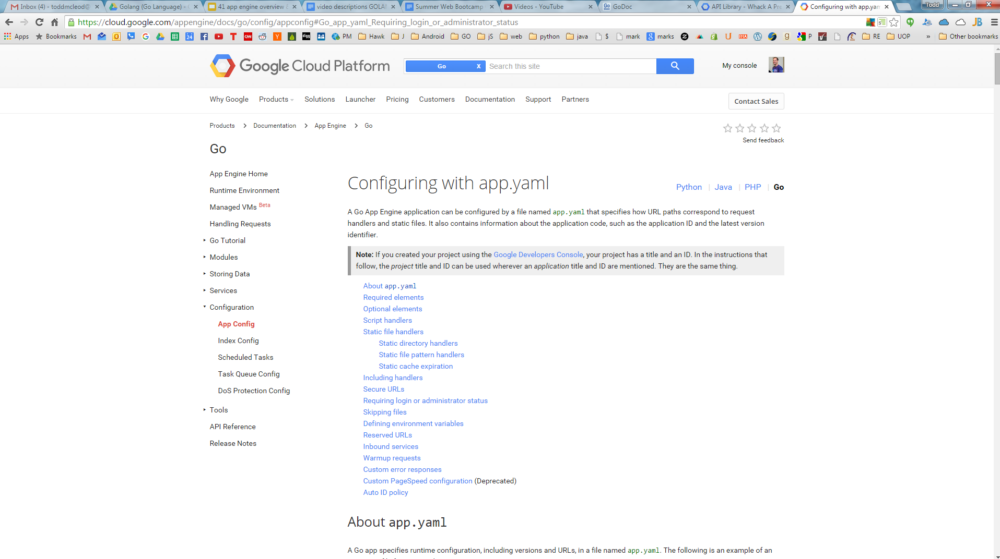 Inbox (4) - toddmcleod@
Golang (Go Language) -
41 app engine overview &
video descriptions GOLAN
Summer Web Bootcamp
Videos - YouTube
GoDoc
API Library - Whack A Pre
Configuring with app.yam
Todd
https://cloud.google.com/appengine/docs/go/config/appconfig#Go_app_yaml_Requiring_login_or_administrator_status
Apps Bookmarks PM Hawk J Android GO jS web python java $ mark marks P RE UOP » Other bookmarks
Google Cloud Platform
Go x Search this site
My console
Why Google Products Solutions Launcher Pricing Customers Documentation Support Partners
Contact Sales
Products > Documentation > App Engine > Go
Send feedback
Go
App Engine Home
Runtime Environment
Managed VMs Beta
Handling Requests
Go Tutorial
Modules
Storing Data
Services
Configuration
App Config
Index Config
Scheduled Tasks
Task Queue Config
DoS Protection Config
Tools
API Reference
Release Notes
Configuring with app.yaml
Python | Java | PHP | Go
A Go App Engine application can be configured by a file named app.yaml that specifies how URL paths correspond to request
handlers and static files. It also contains information about the application code, such as the application ID and the latest version
identifier.
Note: If you created your project using the Google Developers Console, your project has a title and an ID. In the instructions that
follow, the project title and ID can be used wherever an application title and ID are mentioned. They are the same thing.
About app.yaml
Required elements
Optional elements
Script handlers
Static file handlers
Static directory handlers
Static file pattern handlers
Static cache expiration
Including handlers
Secure URLs
Requiring login or administrator status
Skipping files
Defining environment variables
Reserved URLs
Inbound services
Warmup requests
Custom error responses
Custom PageSpeed configuration (Deprecated)
Auto ID policy
About app.yaml
A Go app specifies runtime configuration, including versions and URLs, in a file named app.yaml. The following is an example of an